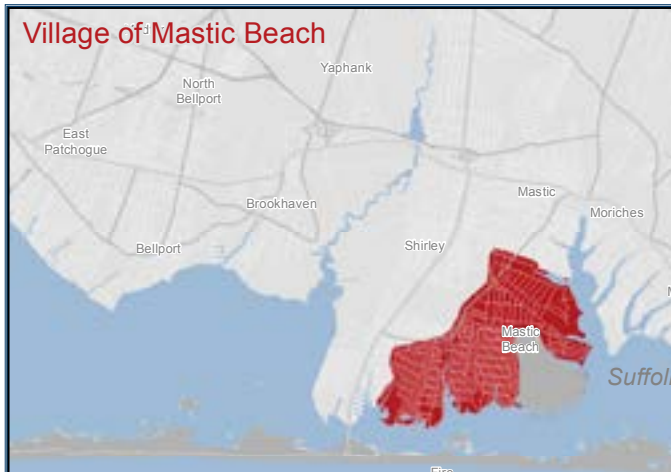 Village of Mastic Beach
Yaphank
North
Bellport
East
Patchogue
Mastic
Brookhaven
Moriches
Shirley
Bellport
Mastic
Beach
Suffol